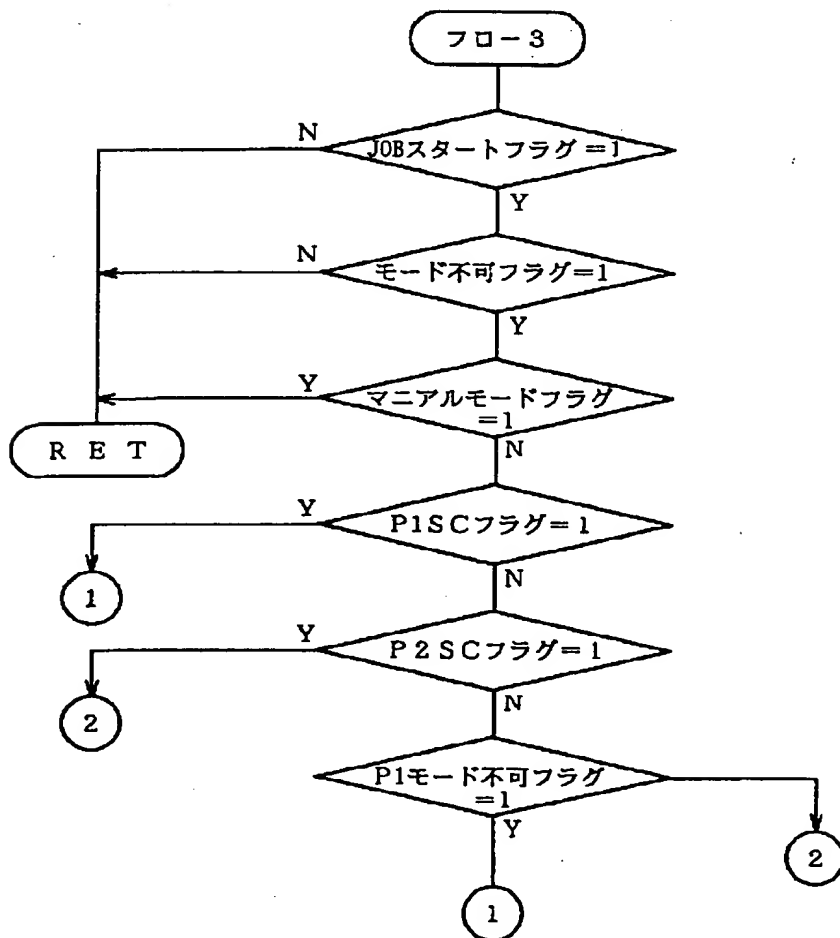 フロー3
N
JOBスタートフラグ=1
Y
N
モード不可フラグ=1
Y
Y
マニアルモードフラグ
=1
RET
N
Y
P1SCフラグ=1
N
1
Y
P2SCフラグ=1
N
2
P1モード不可フラグ
=1
Y
2
1